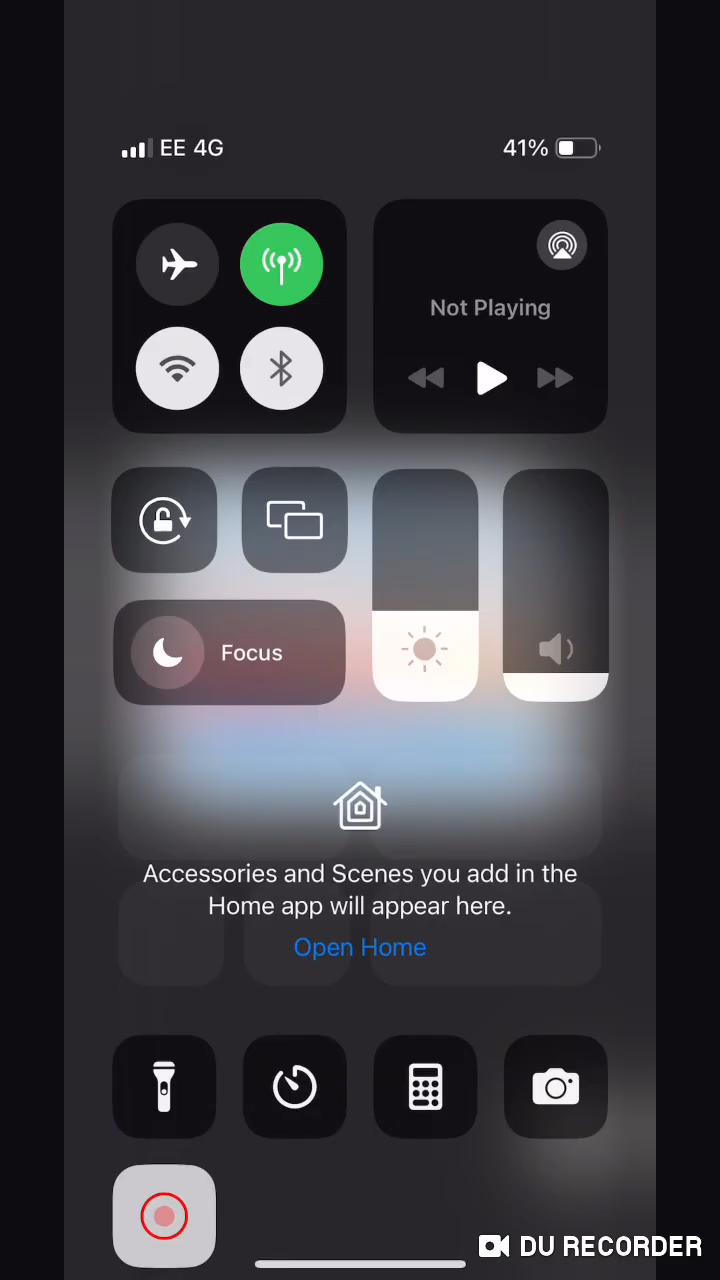 EE 4G
41%
Not Playing
Focus
Accessories and Scenes you add in the
Home app will appear here.
Open Home
DU RECORDER